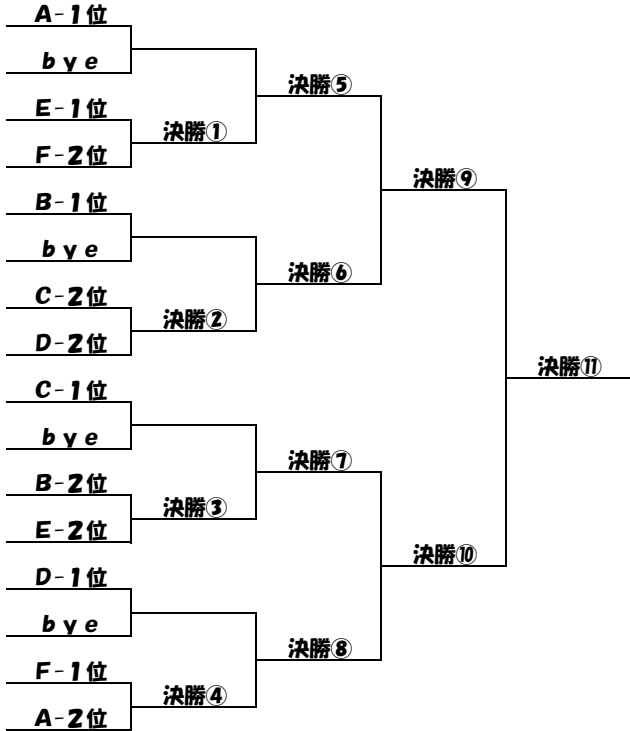 A-1位
bye
決勝⑤
E-1位
決勝①
F-2位
決勝⑨
B-1位
bye
決勝⑥
C-2位
決勝②
D-2位
決勝⑪
C-1位
bye
決勝⑦
B-2位
決勝③
E-2位
決勝⑩
D-1位
bye
決勝⑧
F-1位
決勝④
A-2位